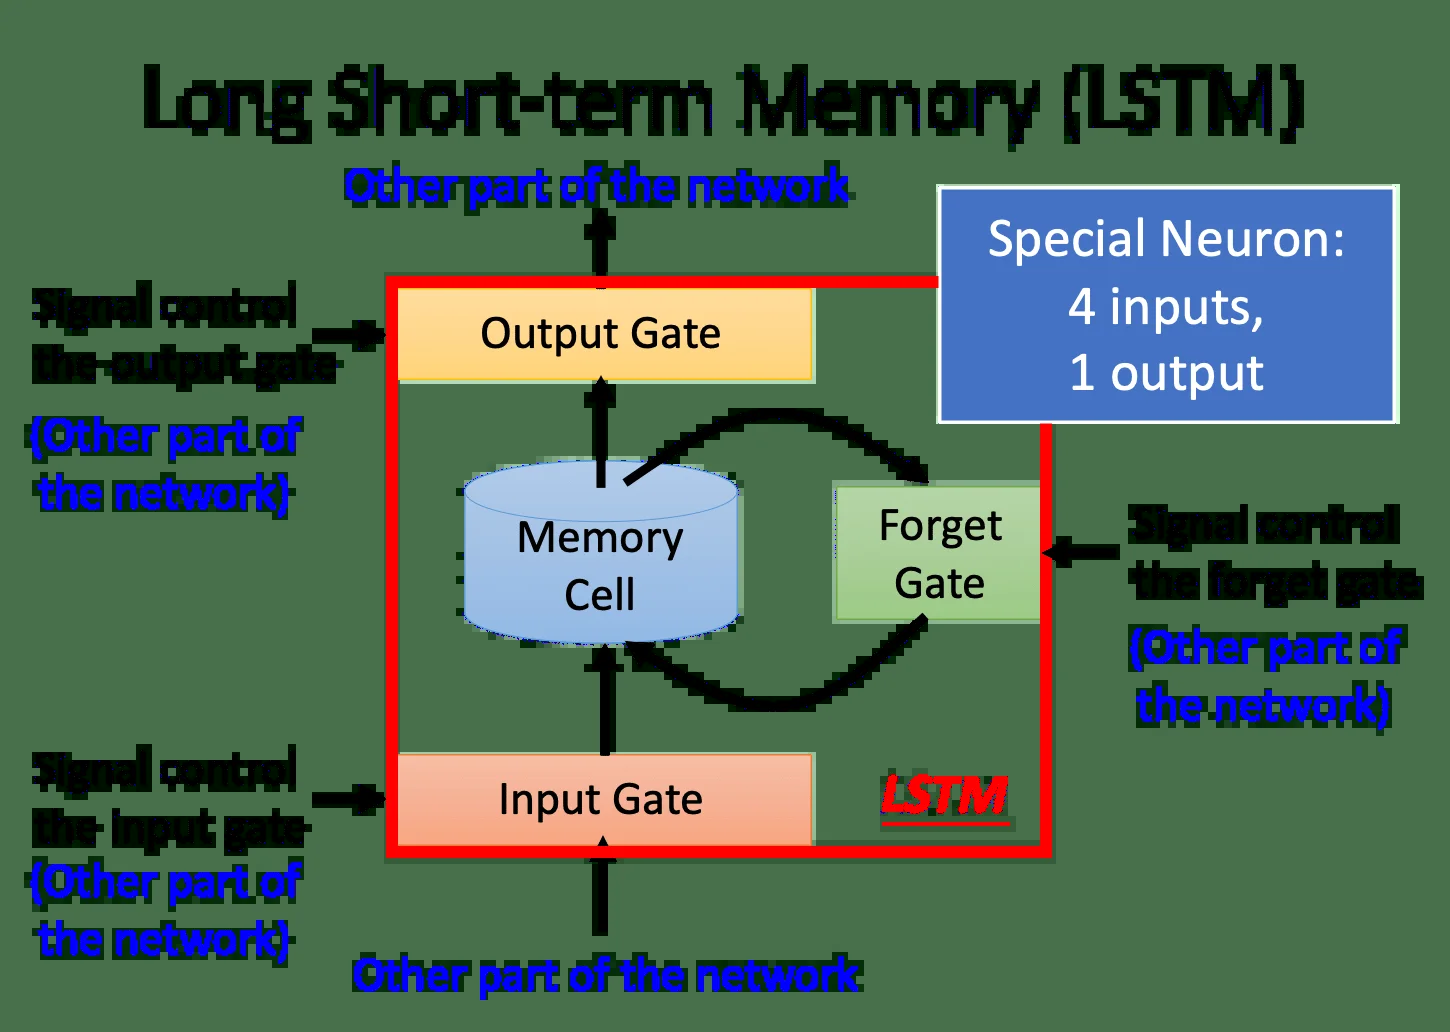 Long Short-term Memory (LSTM)
Other part of the network
Special Neuron:
4 inputs,
1 output
Signal control
the output gate
(Other part of
the network)
Output Gate
Memory
Cell
Forget
Gate
Signal control
the forget gate
(Other part of
the network)
Signal control
the input gate
(Other part of
the network)
Input Gate
LSTM
Other part of the network